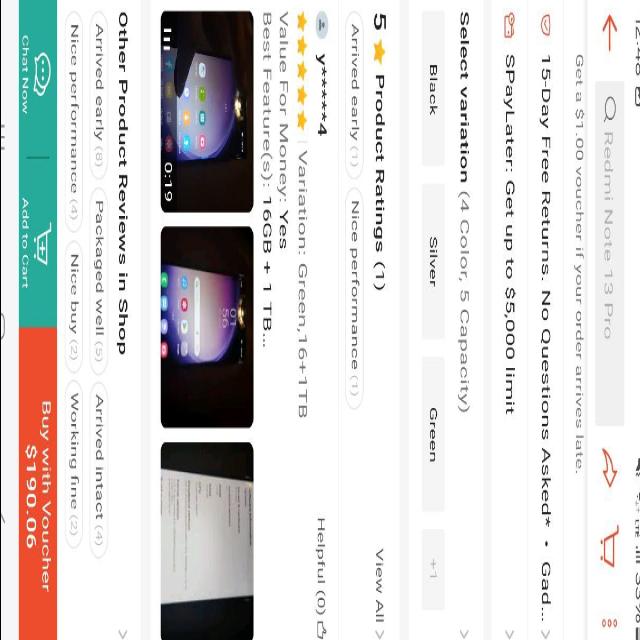 Redmi Note 13 Pro
Get a $1.00 voucher if your order arrives late.
15-Day Free Returns. No Questions Asked* • Gad...
SPayLater: Get up to $5,000 limit
Select variation (4 Color, 5 Capacity)
Black Silver Green +1
5 Product Ratings (1) View All
Arrived early (1) Nice performance (1)
y*****4 Helpful (0)
Variation: Green,16+1TB
Value For Money: Yes
Best Feature(s): 16GB + 1 TB...
0:19
01
56
Other Product Reviews in Shop
Arrived early (8) Packaged well (5) Arrived intact (4)
Nice performance (4) Nice buy (2) Working fine (2)
Chat Now Add to Cart Buy with Voucher
$190.06